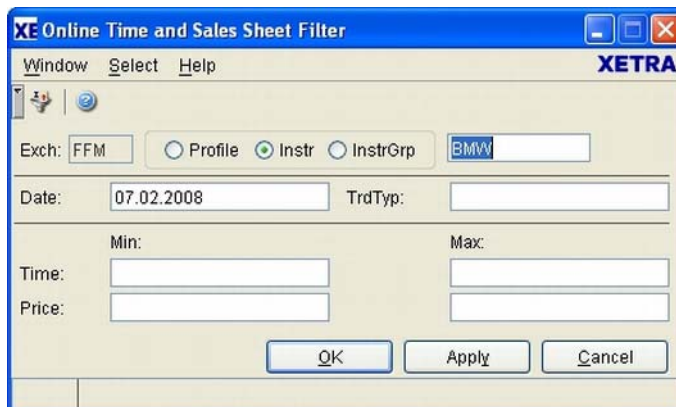 XE Online Time and Sales Sheet Filter
Window Select Help XETRA
Exch: FFM Profile Instr InstrGrp BMW
Date: 07.02.2008 TrdTyp:
Min: Max:
Time:
Price:
OK Apply Cancel